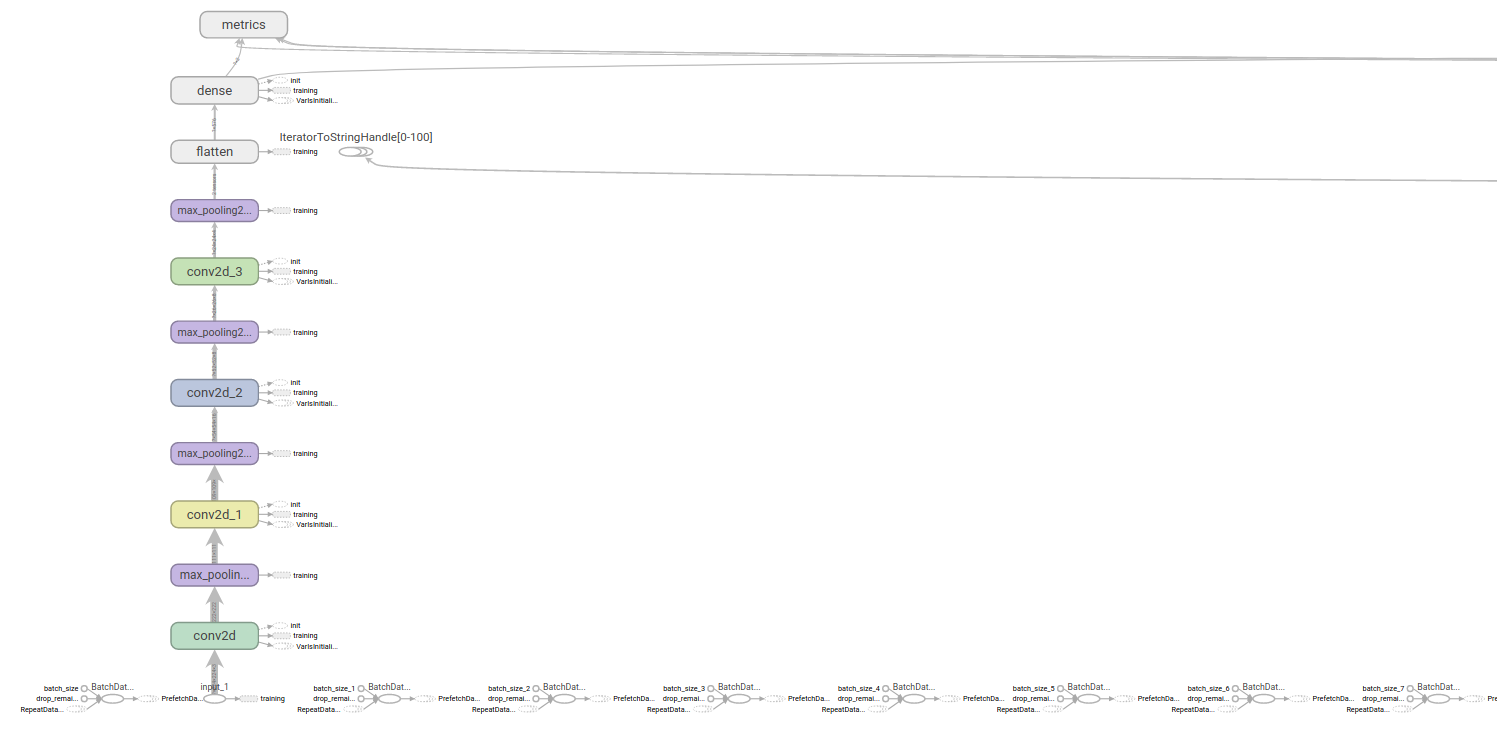 metrics
dense
init
training
VarIsInitiali...
IteratorToStringHandle[0-100]
flatten
training
max_pooling2...
training
conv2d_3
init
training
VarIsInitiali...
max_pooling2...
training
conv2d_2
init
training
VarIsInitiali...
max_pooling2...
training
conv2d_1
init
training
VarIsInitiali...
max_poolin...
training
conv2d
init
training
VarIsInitiali...
batch_size
BatchDat...
drop_remai...
PrefetchDa...
RepeatData...
input_1
training
batch_size_1
BatchDat...
drop_remai...
PrefetchDa...
RepeatData...
batch_size_2
BatchDat...
drop_remai...
PrefetchDa...
RepeatData...
batch_size_3
BatchDat...
drop_remai...
PrefetchDa...
RepeatData...
batch_size_4
BatchDat...
drop_remai...
PrefetchDa...
RepeatData...
batch_size_5
BatchDat...
drop_remai...
PrefetchDa...
RepeatData...
batch_size_6
BatchDat...
drop_remai...
PrefetchDa...
RepeatData...
batch_size_7
BatchDat...
drop_remai...
RepeatData...